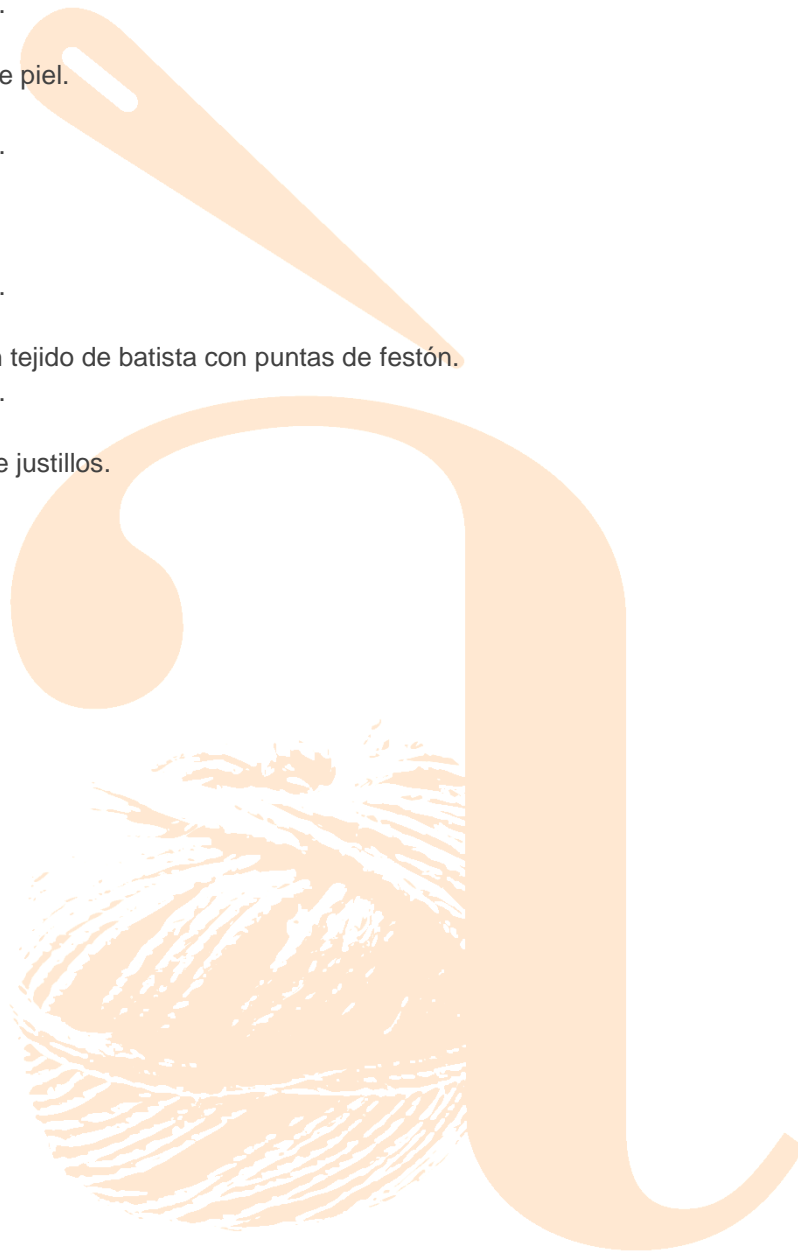 .
e piel.
.
.
tejido de batista con puntas de festón.
.
e justillos.
à